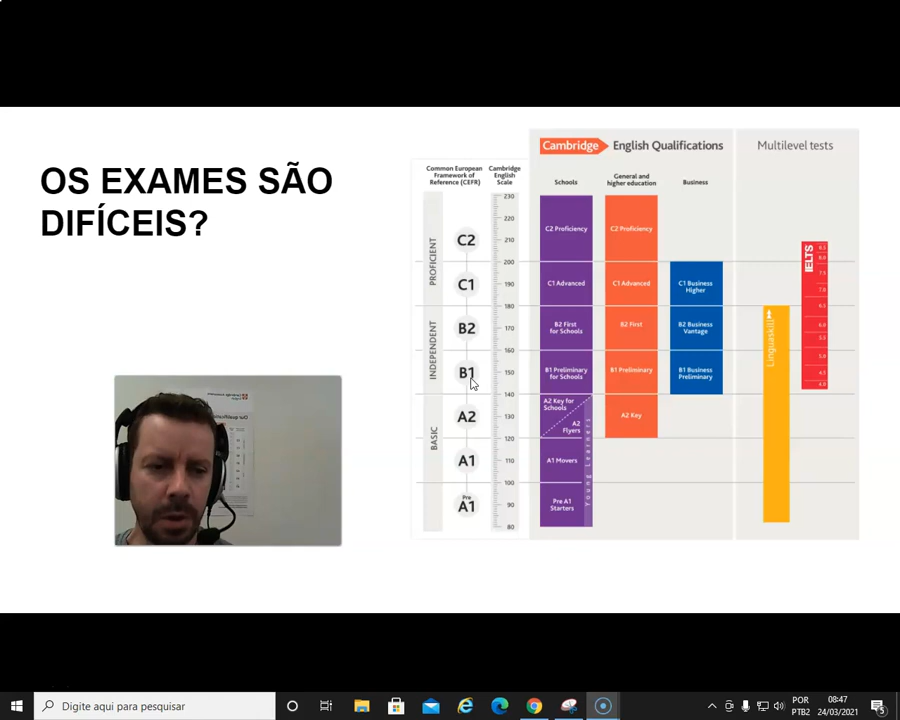 OS EXAMES SÃO
DIFÍCEIS?
Common European
Framework of
Reference (CEFR)
Cambridge
English
Scale
Cambridge
English Qualifications
Multilevel tests
Schools
General and
higher education
Business
PROFICIENT
INDEPENDENT
BASIC
C2
C1
B2
B1
A2
A1
Pre
A1
230
220
210
200
190
180
170
160
150
140
130
120
110
100
90
80
C2 Proficiency
C1 Advanced
B2 First
for Schools
B1 Preliminary
for Schools
A2 Key for
Schools
A2
Flyers
A1 Movers
Pre A1
Starters
Young Learners
C2 Proficiency
C1 Advanced
B2 First
B1 Preliminary
A2 Key
C1 Business
Higher
B2 Business
Vantage
B1 Business
Preliminary
Linguaskill
IELTS
8.5
8.0
7.5
7.0
6.5
6.0
5.5
5.0
4.5
4.0
Digite aqui para pesquisar
POR
PTB2
08:47
24/03/2021
5